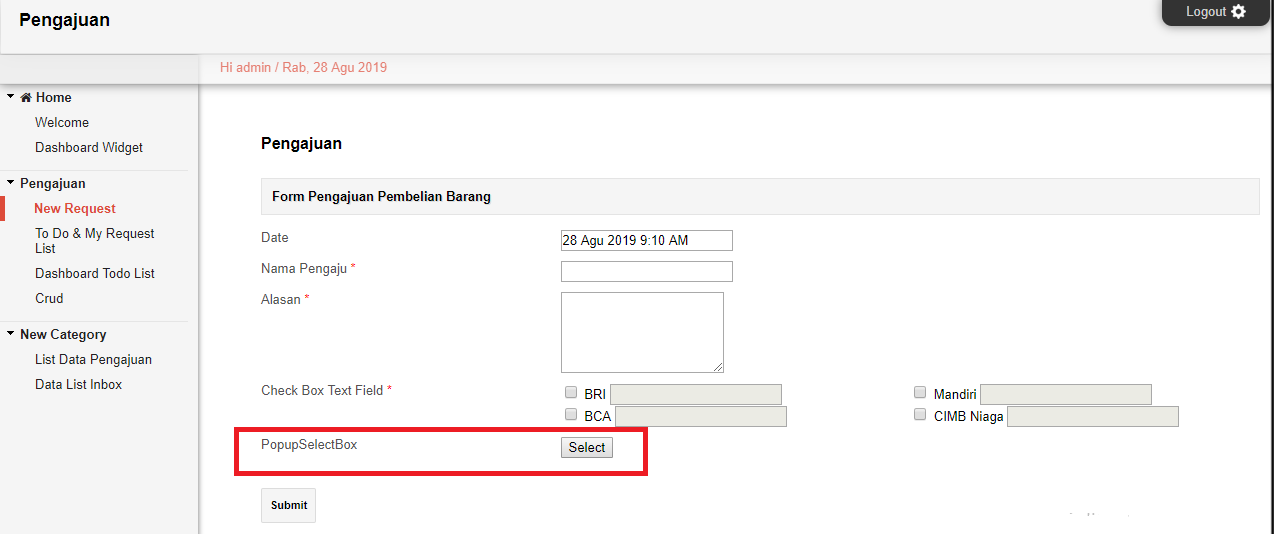 Pengajuan
Logout
Hi admin / Rab, 28 Agu 2019
Home
Welcome
Dashboard Widget
Pengajuan
New Request
To Do & My Request
List
Dashboard Todo List
Crud
New Category
List Data Pengajuan
Data List Inbox
Pengajuan
Form Pengajuan Pembelian Barang
Date 28 Agu 2019 9:10 AM
Nama Pengaju *
Alasan *
Check Box Text Field * BRI Mandiri
BCA CIMB Niaga
PopupSelectBox Select
Submit